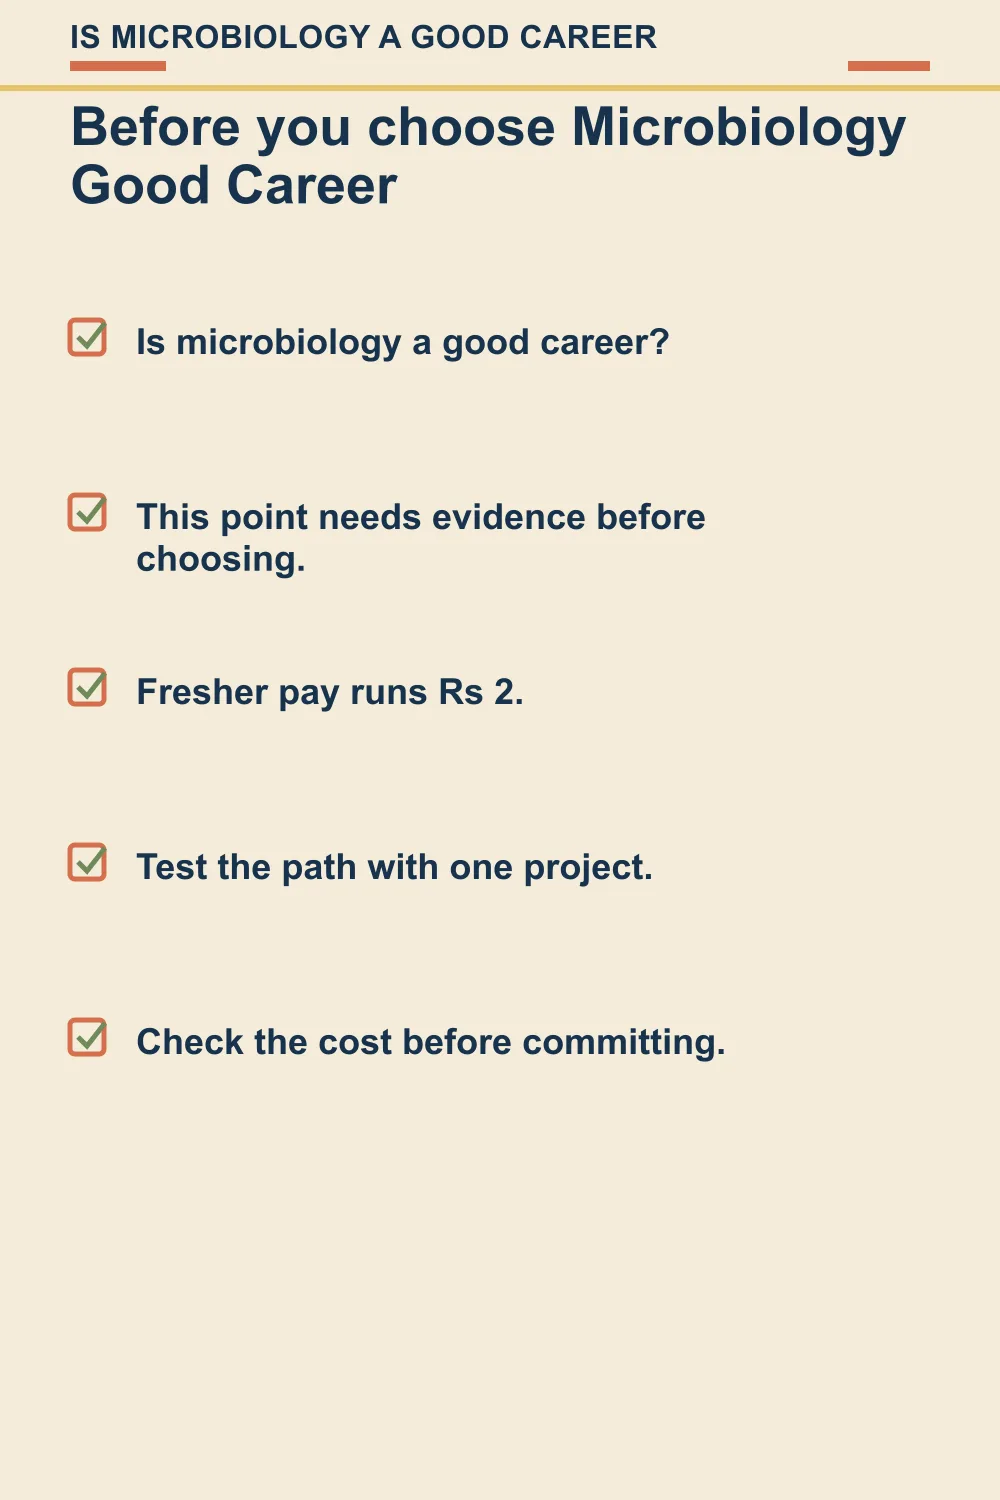 IS MICROBIOLOGY A GOOD CAREER
Before you choose Microbiology
Good Career
Is microbiology a good career?
This point needs evidence before
choosing.
Fresher pay runs Rs 2.
Test the path with one project.
Check the cost before committing.